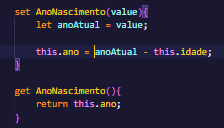 set AnoNascimento(value){
let anoAtual = value;
this.ano = anoAtual - this.idade;
}
get AnoNascimento(){
return this.ano;
}